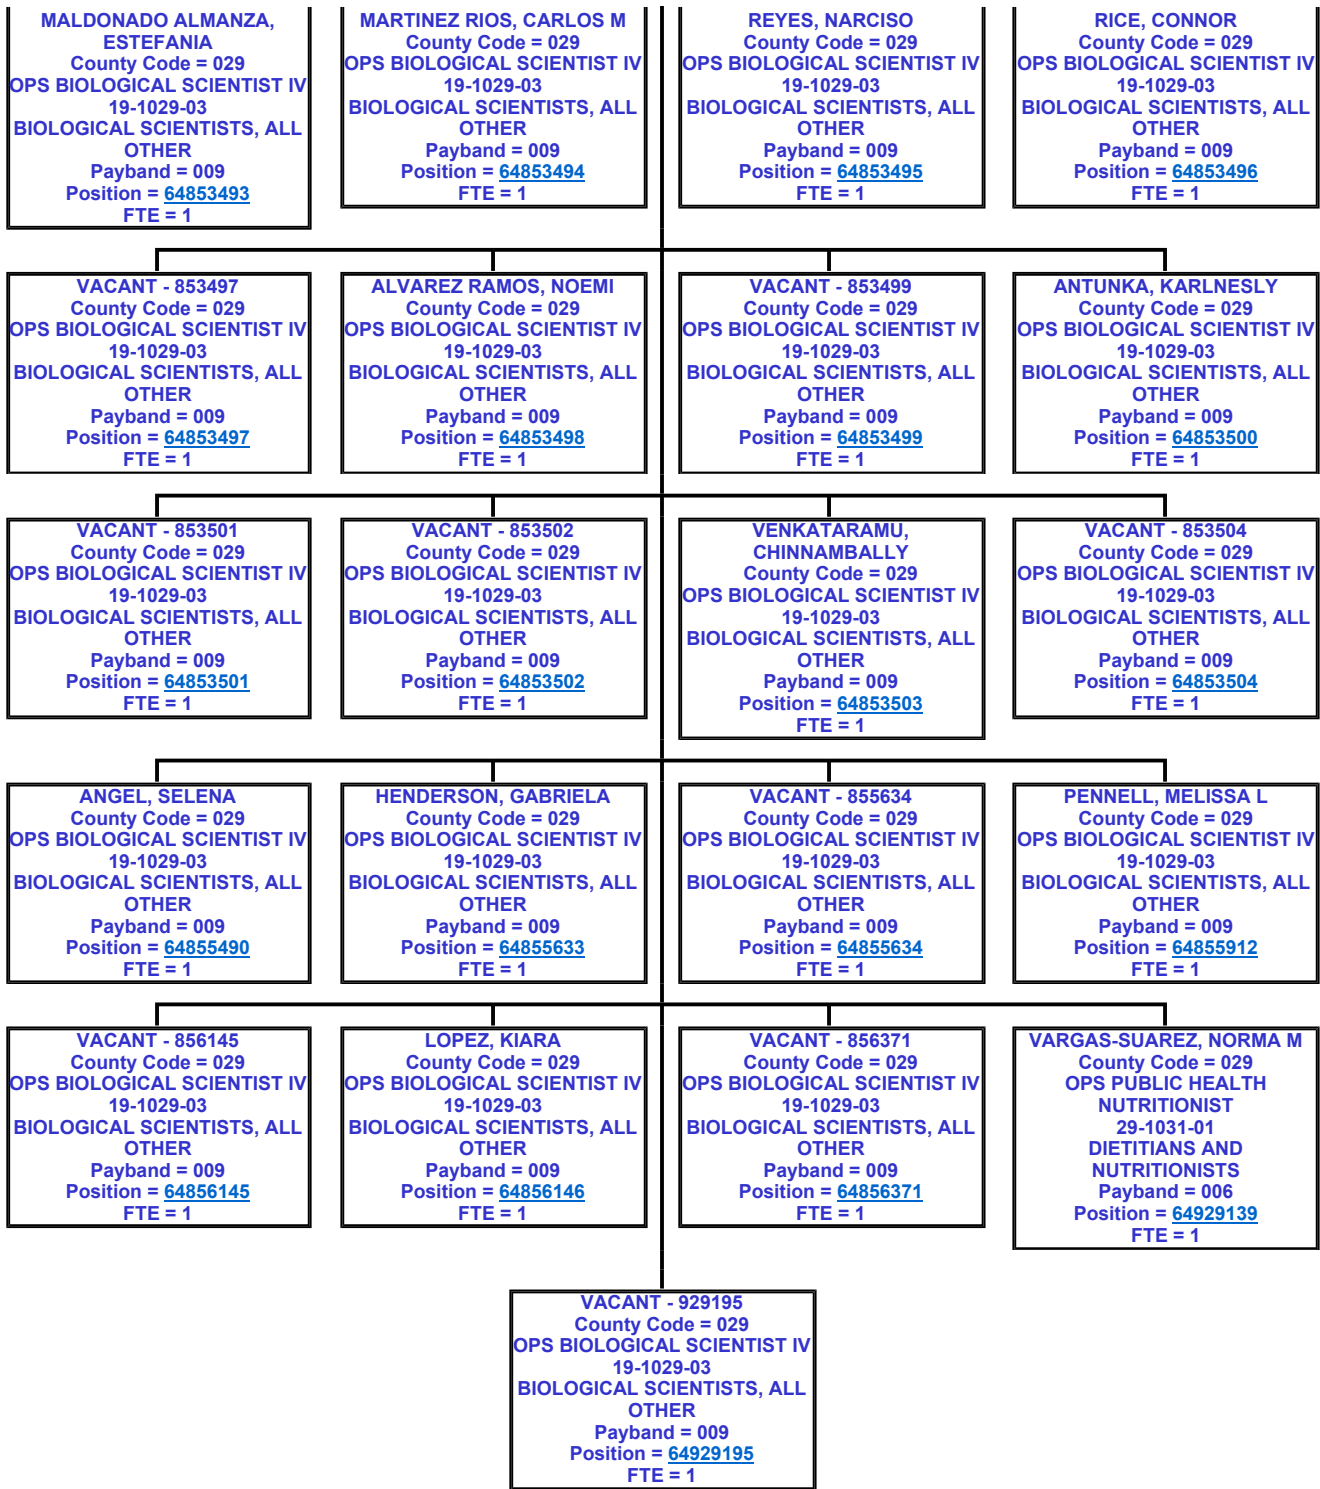 MALDONADO ALMANZA,
ESTEFANIA
County Code = 029
OPS BIOLOGICAL SCIENTIST IV
19-1029-03
BIOLOGICAL SCIENTISTS, ALL
OTHER
Payband = 009
Position = 64853493
FTE = 1
MARTINEZ RIOS, CARLOS M
County Code = 029
OPS BIOLOGICAL SCIENTIST IV
19-1029-03
BIOLOGICAL SCIENTISTS, ALL
OTHER
Payband = 009
Position = 64853494
FTE = 1
REYES, NARCISO
County Code = 029
OPS BIOLOGICAL SCIENTIST IV
19-1029-03
BIOLOGICAL SCIENTISTS, ALL
OTHER
Payband = 009
Position = 64853495
FTE = 1
RICE, CONNOR
County Code = 029
OPS BIOLOGICAL SCIENTIST IV
19-1029-03
BIOLOGICAL SCIENTISTS, ALL
OTHER
Payband = 009
Position = 64853496
FTE = 1
VACANT - 853497
County Code = 029
OPS BIOLOGICAL SCIENTIST IV
19-1029-03
BIOLOGICAL SCIENTISTS, ALL
OTHER
Payband = 009
Position = 64853497
FTE = 1
ALVAREZ RAMOS, NOEMI
County Code = 029
OPS BIOLOGICAL SCIENTIST IV
19-1029-03
BIOLOGICAL SCIENTISTS, ALL
OTHER
Payband = 009
Position = 64853498
FTE = 1
VACANT - 853499
County Code = 029
OPS BIOLOGICAL SCIENTIST IV
19-1029-03
BIOLOGICAL SCIENTISTS, ALL
OTHER
Payband = 009
Position = 64853499
FTE = 1
ANTUNKA, KARLNESLY
County Code = 029
OPS BIOLOGICAL SCIENTIST IV
19-1029-03
BIOLOGICAL SCIENTISTS, ALL
OTHER
Payband = 009
Position = 64853500
FTE = 1
VACANT - 853501
County Code = 029
OPS BIOLOGICAL SCIENTIST IV
19-1029-03
BIOLOGICAL SCIENTISTS, ALL
OTHER
Payband = 009
Position = 64853501
FTE = 1
VACANT - 853502
County Code = 029
OPS BIOLOGICAL SCIENTIST IV
19-1029-03
BIOLOGICAL SCIENTISTS, ALL
OTHER
Payband = 009
Position = 64853502
FTE = 1
VENKATARAMU,
CHINNAMBALLY
County Code = 029
OPS BIOLOGICAL SCIENTIST IV
19-1029-03
BIOLOGICAL SCIENTISTS, ALL
OTHER
Payband = 009
Position = 64853503
FTE = 1
VACANT - 853504
County Code = 029
OPS BIOLOGICAL SCIENTIST IV
19-1029-03
BIOLOGICAL SCIENTISTS, ALL
OTHER
Payband = 009
Position = 64853504
FTE = 1
ANGEL, SELENA
County Code = 029
OPS BIOLOGICAL SCIENTIST IV
19-1029-03
BIOLOGICAL SCIENTISTS, ALL
OTHER
Payband = 009
Position = 64855490
FTE = 1
HENDERSON, GABRIELA
County Code = 029
OPS BIOLOGICAL SCIENTIST IV
19-1029-03
BIOLOGICAL SCIENTISTS, ALL
OTHER
Payband = 009
Position = 64855633
FTE = 1
VACANT - 855634
County Code = 029
OPS BIOLOGICAL SCIENTIST IV
19-1029-03
BIOLOGICAL SCIENTISTS, ALL
OTHER
Payband = 009
Position = 64855634
FTE = 1
PENNELL, MELISSA L
County Code = 029
OPS BIOLOGICAL SCIENTIST IV
19-1029-03
BIOLOGICAL SCIENTISTS, ALL
OTHER
Payband = 009
Position = 64855912
FTE = 1
VACANT - 856145
County Code = 029
OPS BIOLOGICAL SCIENTIST IV
19-1029-03
BIOLOGICAL SCIENTISTS, ALL
OTHER
Payband = 009
Position = 64856145
FTE = 1
LOPEZ, KIARA
County Code = 029
OPS BIOLOGICAL SCIENTIST IV
19-1029-03
BIOLOGICAL SCIENTISTS, ALL
OTHER
Payband = 009
Position = 64856146
FTE = 1
VACANT - 856371
County Code = 029
OPS BIOLOGICAL SCIENTIST IV
19-1029-03
BIOLOGICAL SCIENTISTS, ALL
OTHER
Payband = 009
Position = 64856371
FTE = 1
VARGAS-SUAREZ, NORMA M
County Code = 029
OPS PUBLIC HEALTH
NUTRITIONIST
29-1031-01
DIETITIANS AND
NUTRITIONISTS
Payband = 006
Position = 64929139
FTE = 1
VACANT - 929195
County Code = 029
OPS BIOLOGICAL SCIENTIST IV
19-1029-03
BIOLOGICAL SCIENTISTS, ALL
OTHER
Payband = 009
Position = 64929195
FTE = 1